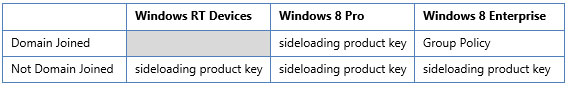 Windows RT Devices Windows 8 Pro Windows 8 Enterprise
Domain Joined sideloading product key Group Policy
Not Domain Joined sideloading product key sideloading product key sideloading product key